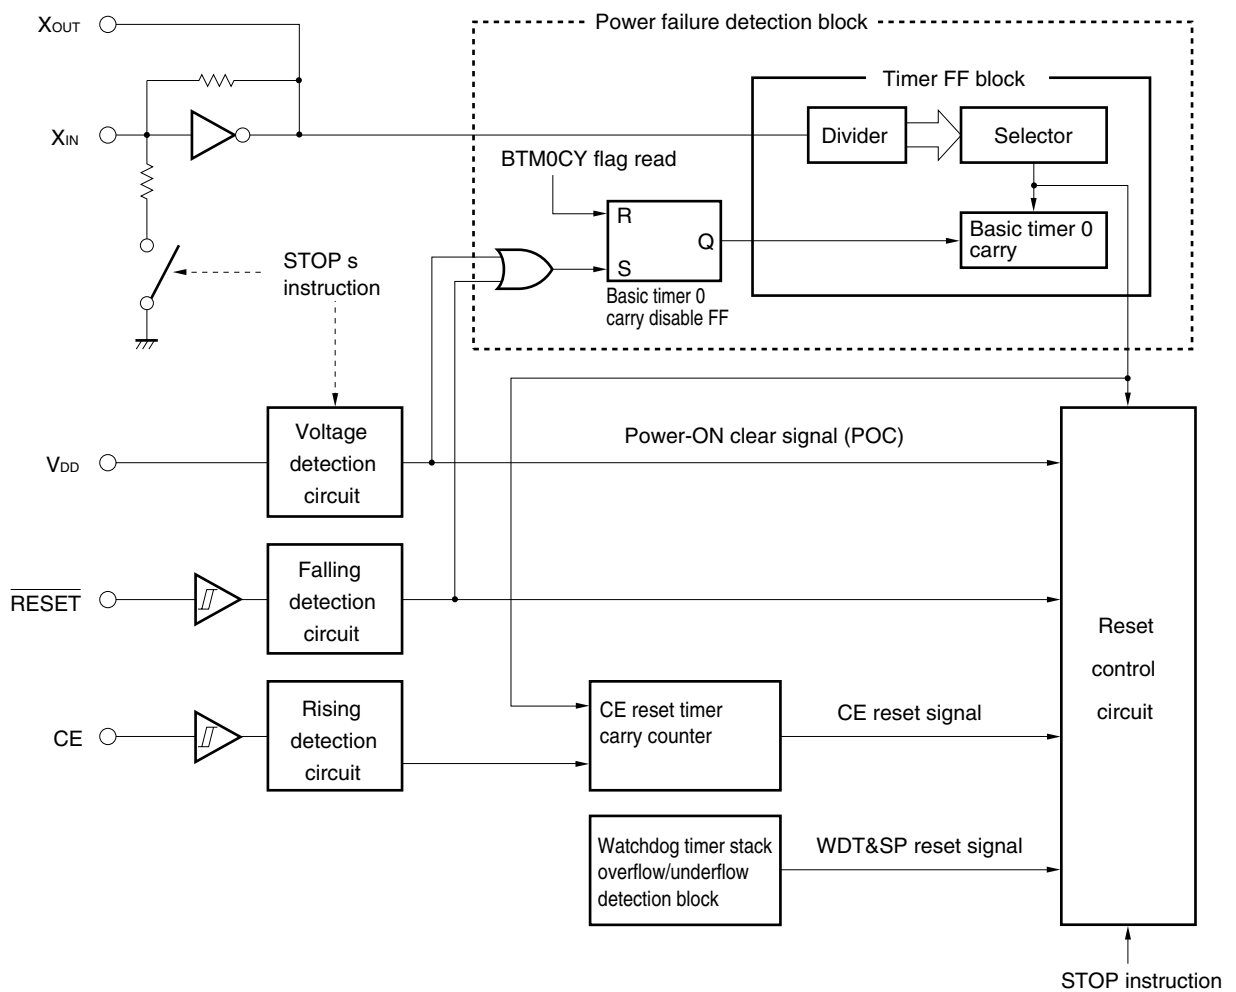 XOUT
Power failure detection block
Timer FF block
XIN
Divider
Selector
BTM0CY flag read
R
Q
S
Basic timer 0
carry
Basic timer 0
carry disable FF
STOP s
instruction
Voltage
detection
circuit
VDD
Power-ON clear signal (POC)
Falling
detection
circuit
RESET
Reset
control
circuit
Rising
detection
circuit
CE
CE reset timer
carry counter
CE reset signal
Watchdog timer stack
overflow/underflow
detection block
WDT&SP reset signal
STOP instruction